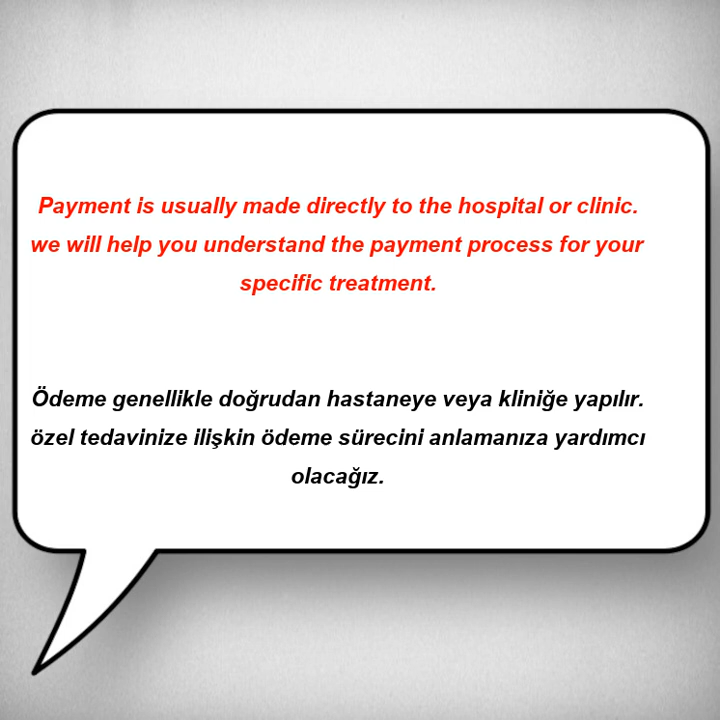 Payment is usually made directly to the hospital or clinic.
we will help you understand the payment process for your
specific treatment.
Ödeme genellikle doğrudan hastaneye veya kliniğe yapılır.
özel tedavinize ilişkin ödeme sürecini anlamanıza yardımcı
olacağız.